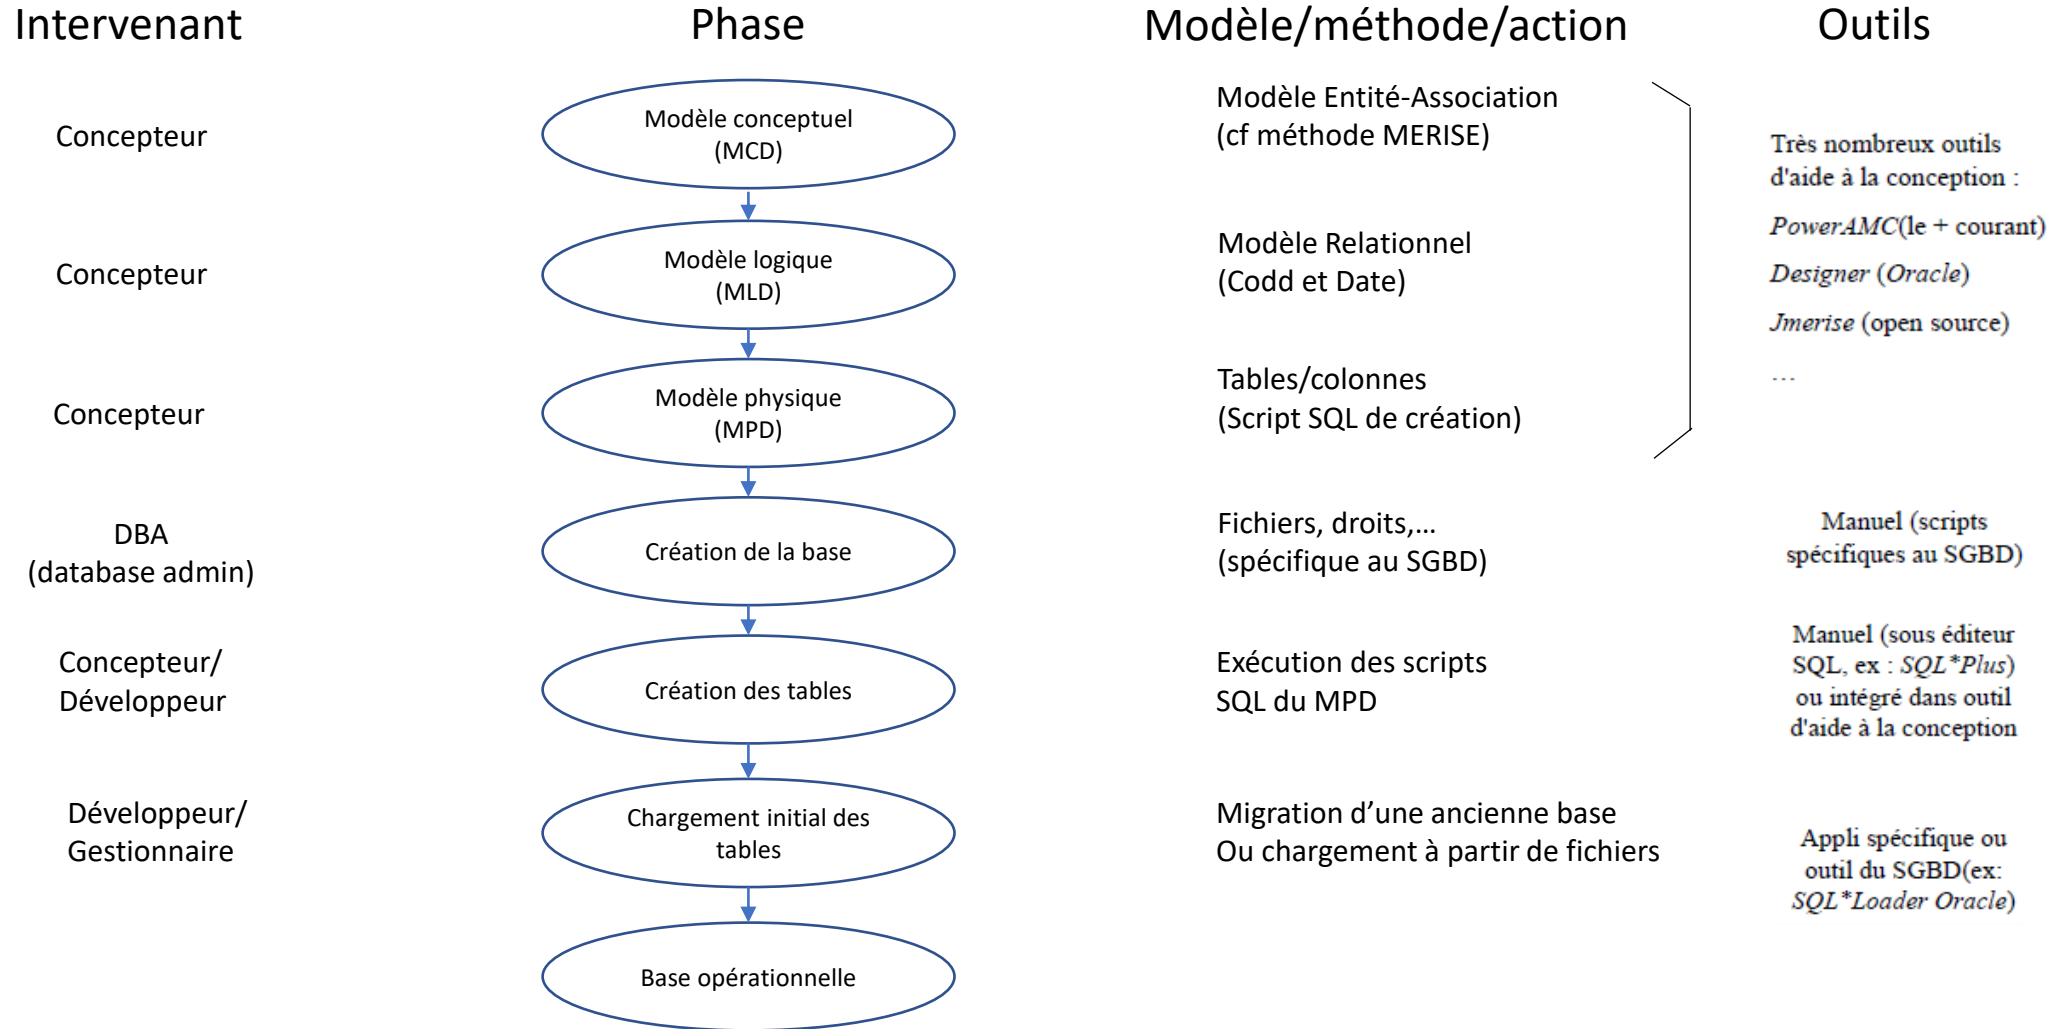 Intervenant
Phase
Modèle/méthode/action
Outils
Concepteur
Modèle conceptuel
(MCD)
Modèle Entité-Association
(cf méthode MERISE)
Très nombreux outils
d'aide à la conception :
PowerAMC(le + courant)
Designer (Oracle)
Jmerise (open source)
…
Concepteur
Modèle logique
(MLD)
Modèle Relationnel
(Codd et Date)
Concepteur
Modèle physique
(MPD)
Tables/colonnes
(Script SQL de création)
DBA
(database admin)
Création de la base
Fichiers, droits,…
(spécifique au SGBD)
Manuel (scripts
spécifiques au SGBD)
Concepteur/
Développeur
Création des tables
Exécution des scripts
SQL du MPD
Manuel (sous éditeur
SQL, ex : SQL*Plus)
ou intégré dans outil
d'aide à la conception
Développeur/
Gestionnaire
Chargement initial des
tables
Migration d’une ancienne base
Ou chargement à partir de fichiers
Appli spécifique ou
outil du SGBD(ex:
SQL*Loader Oracle)
Base opérationnelle